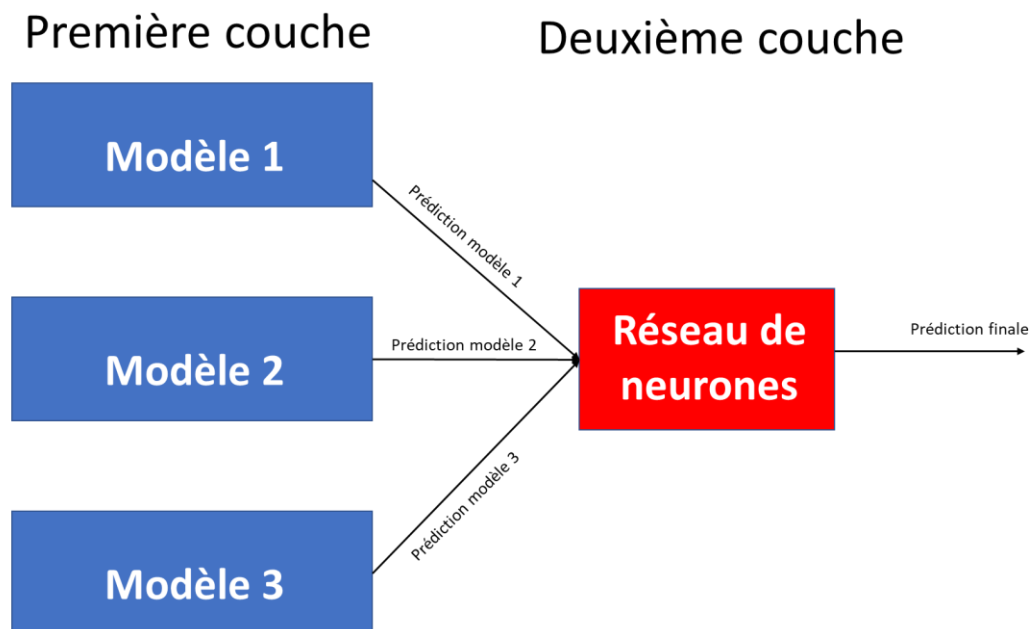 Première couche
Deuxième couche
Modèle 1
Prédiction modèle 1
Modèle 2
Prédiction modèle 2
Réseau de
neurones
Prédiction finale
Prédiction modèle 3
Modèle 3